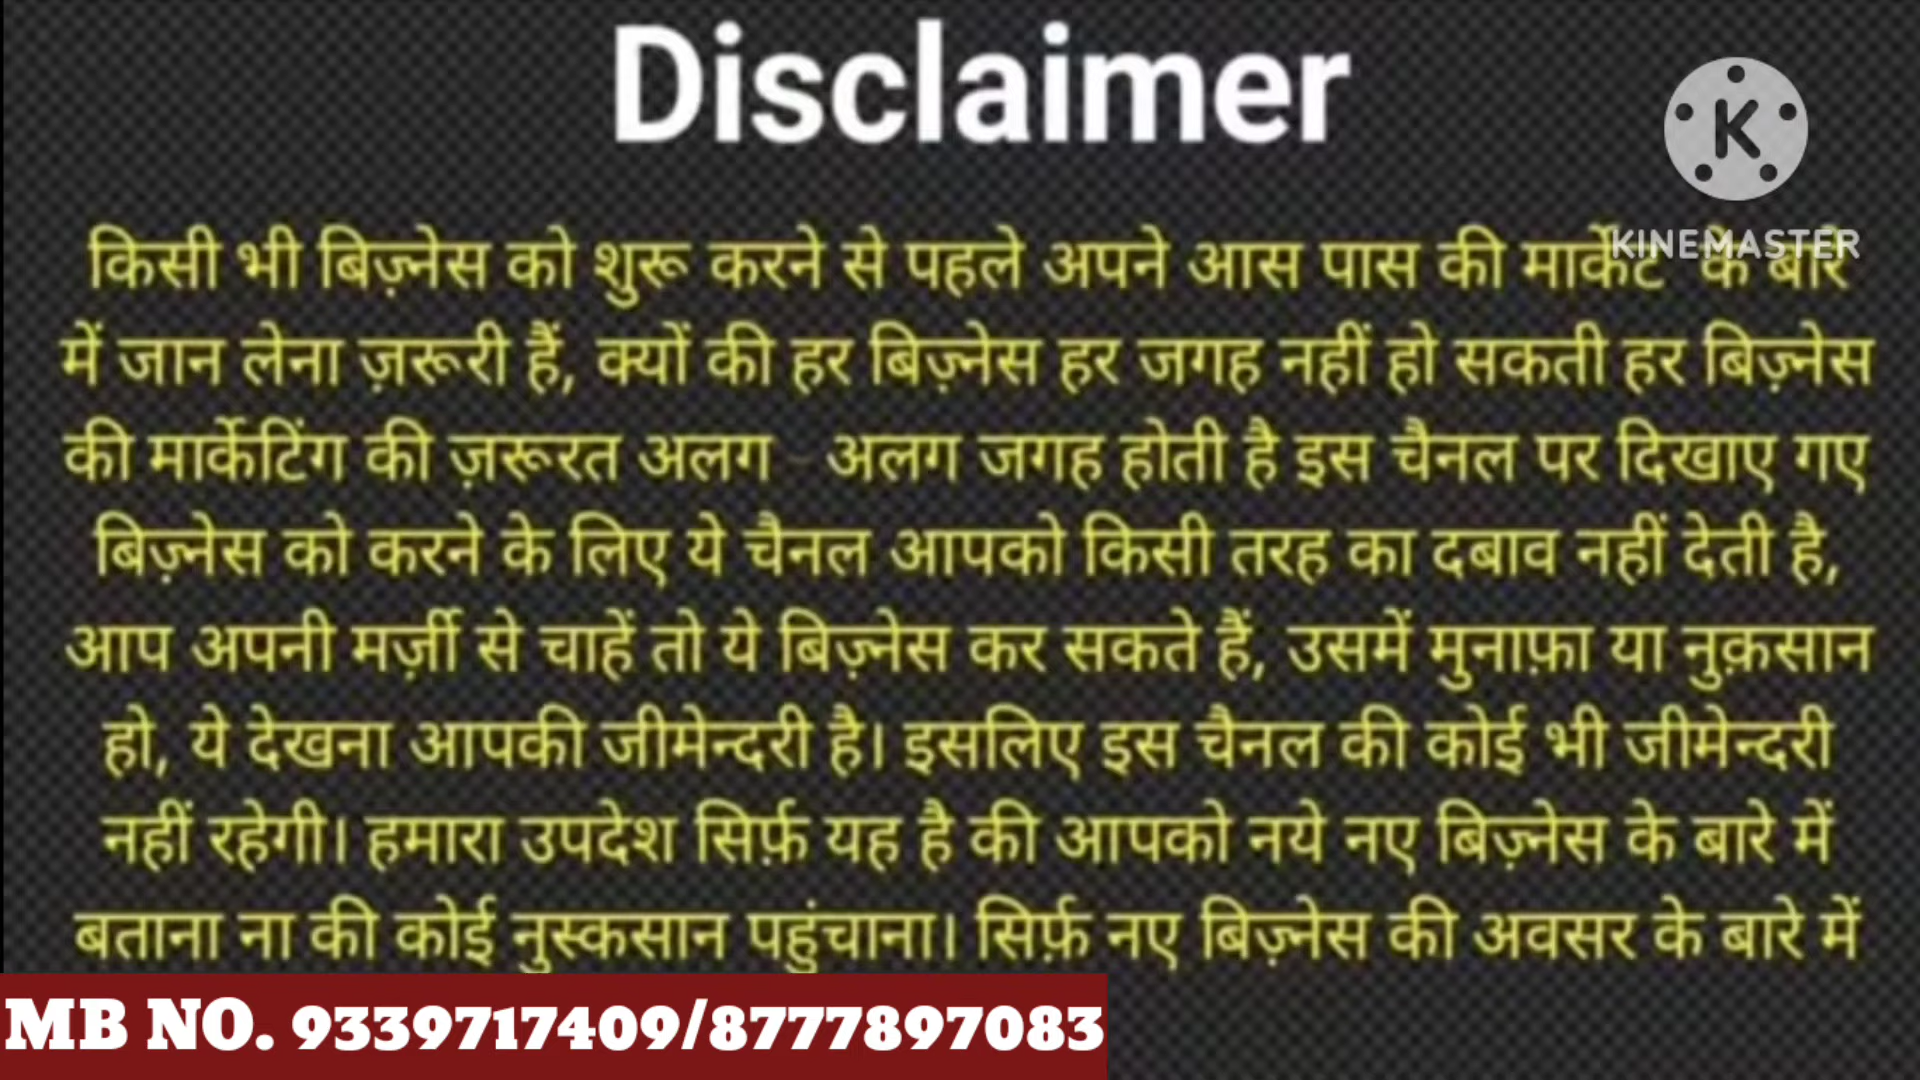 Disclaimer
K
KINEMASTER
किसी भी बिज़्नेस को शुरू करने से पहले अपने आस पास की मार्केट के बारे
में जान लेना ज़रूरी हैं, क्यों की हर बिज़्नेस हर जगह नहीं हो सकती हर बिज़्नेस
की मार्केटिंग की ज़रूरत अलग - अलग जगह होती है इस चैनल पर दिखाए गए
बिज़्नेस को करने के लिए ये चैनल आपको किसी तरह का दबाव नहीं देती है,
आप अपनी मर्ज़ी से चाहें तो ये बिज़्नेस कर सकते हैं, उसमें मुनाफ़ा या नुक़सान
हो, ये देखना आपकी जीमेन्दरी है। इसलिए इस चैनल की कोई भी जीमेन्दरी
नहीं रहेगी। हमारा उपदेश सिर्फ़ यह है की आपको नये नए बिज़्नेस के बारे में
बताना ना की कोई नुस्कसान पहुंचाना। सिर्फ़ नए बिज़्नेस की अवसर के बारे में
MB NO. 9339717409/8777897083